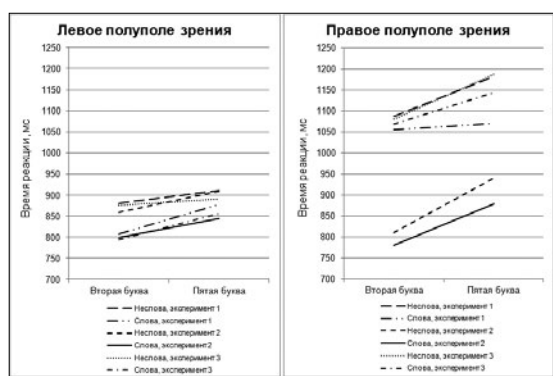 Левое полуполе зрения
Время реакции, мс
1250
1200
1150
1100
1050
1000
950
900
850
800
750
700
Вторая буква Пятая буква
Неслова, эксперимент 1
Слова, эксперимент 1
Неслова, эксперимент 2
Слова, эксперимент 2
Неслова, эксперимент 3
Слова, эксперимент 3
Правое полуполе зрения
Время реакции, мс
1250
1200
1150
1100
1050
1000
950
900
850
800
750
700
Вторая буква Пятая буква
Неслова, эксперимент 1
Слова, эксперимент 1
Неслова, эксперимент 2
Слова, эксперимент 2
Неслова, эксперимент 3
Слова, эксперимент 3